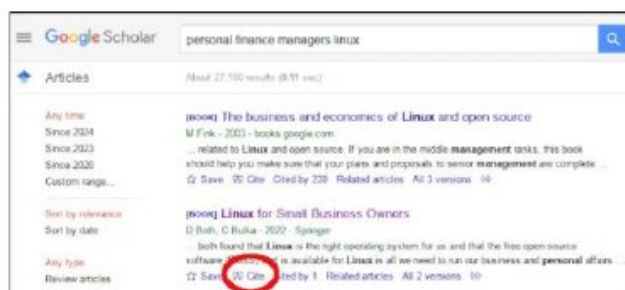 Google Scholar
personal finance managers linux
Articles
About 27,100 results (0.11 sec)
Any time
Since 2024
Since 2023
Since 2020
Custom range...
Sort by relevance
Sort by date
Any type
Review articles
[BOOK] The business and economics of Linux and open source
M Fink - 2003 - books.google.com
... related to Linux and open source. If you are in the middle management ranks, this book
should help you make sure that your plans and proposals to senior management are complete ...
Save Cite Cited by 239 Related articles All 3 versions
[BOOK] Linux for Small Business Owners
D Both, C Bulka - 2022 - Springer
... both found that Linux is the right operating system for us and that the free open source
software is available for Linux is all we need to run our business and personal affairs ...
Save Cite Cited by 1 Related articles All 2 versions